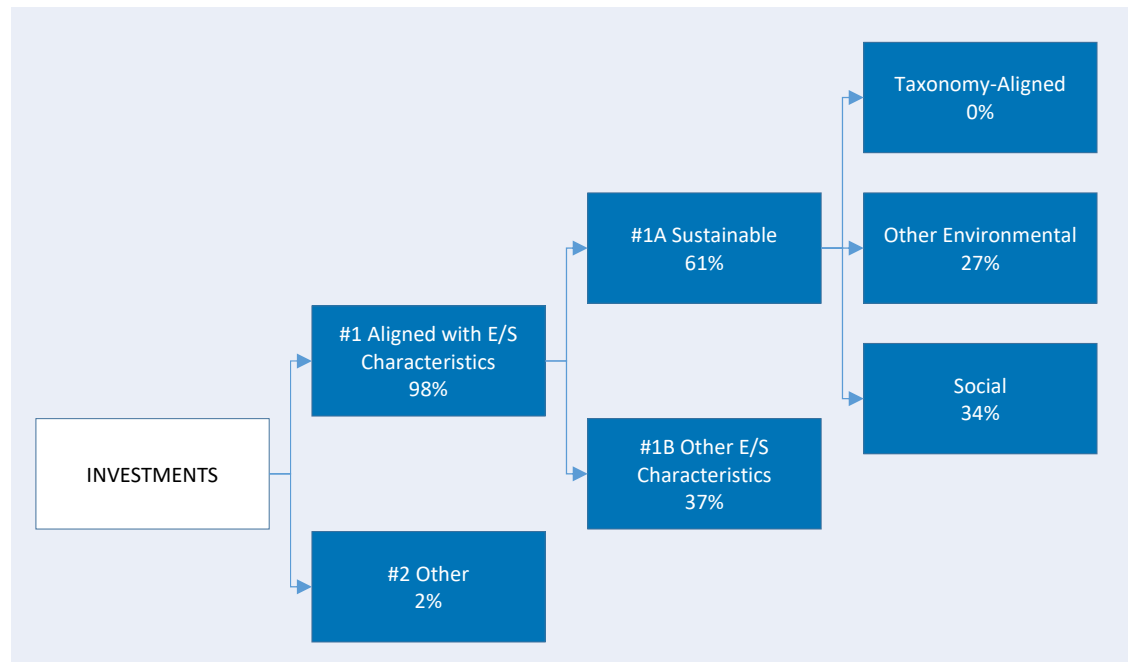 INVESTMENTS
#1 Aligned with E/S
Characteristics
98%
#2 Other
2%
#1A Sustainable
61%
#1B Other E/S
Characteristics
37%
Taxonomy-Aligned
0%
Other Environmental
27%
Social
34%